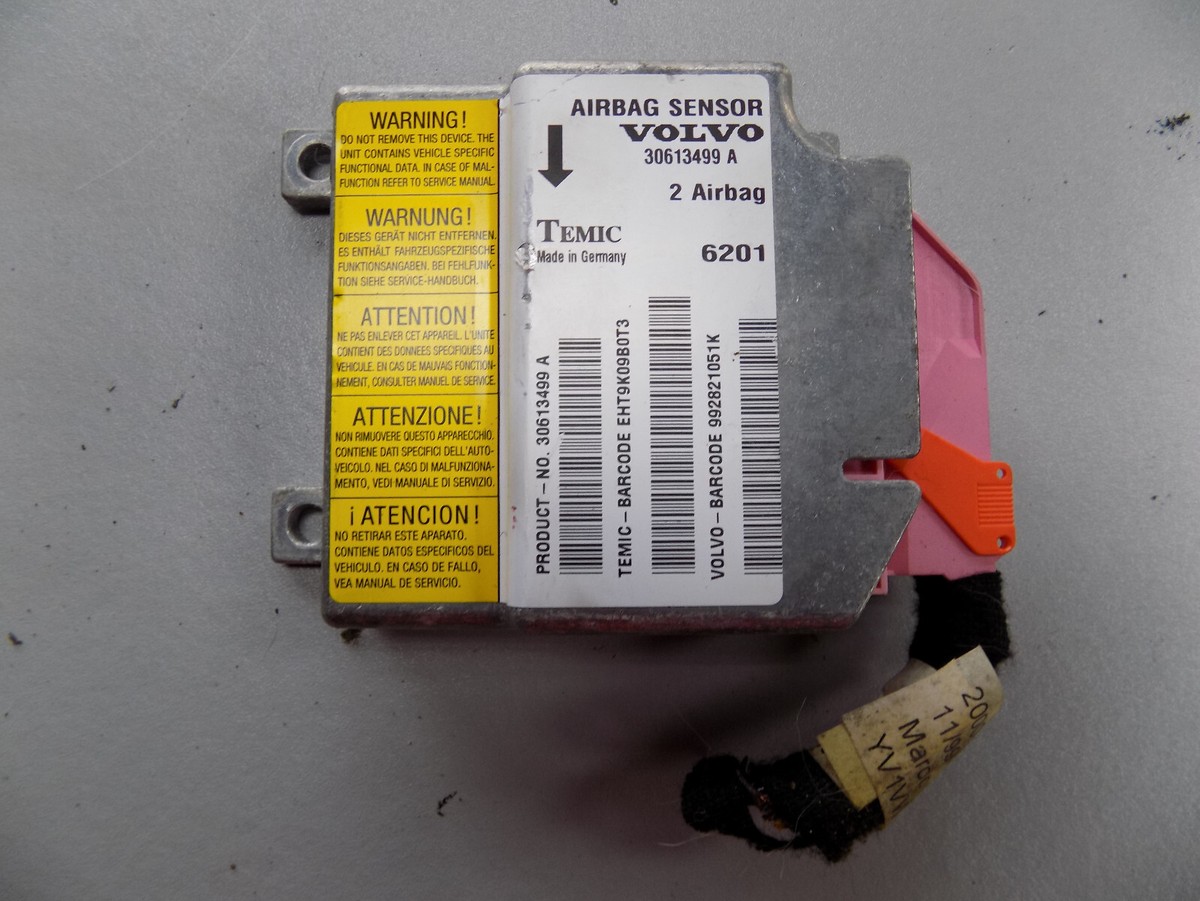 WARNING!
DO NOT REMOVE THIS DEVICE. THE
UNIT CONTAINS VEHICLE SPECIFIC
FUNCTIONAL DATA. IN CASE OF MAL-
FUNCTION REFER TO SERVICE MANUAL.
WARNUNG!
DIESES GERÄT NICHT ENTFERNEN.
ES ENTHÄLT FAHRZEUGSPEZIFISCHE
FUNKTIONSANGABEN. BEI FEHLFUNK-
TION SIEHE SERVICE-HANDBUCH.
ATTENTION!
NE PAS ENLEVER CET APPAREIL. L'UNITE
CONTIENT DES DONNEES SPECIFIQUES AU
VEHICULE. EN CAS DE MAUVAIS FONCTION-
NEMENT, CONSULTER MANUEL DE SERVICE.
ATTENZIONE!
NON RIMUOVERE QUESTO APPARECCHIO.
CONTIENE DATI SPECIFICI DELL'AUTO-
VEICOLO. NEL CASO DI MALFUNZIONA-
MENTO, VEDI MANUALE DI SERVIZIO.
¡ATENCION!
NO RETIRAR ESTE APARATO.
CONTIENE DATOS ESPECIFICOS DEL
VEHICULO. EN CASO DE FALLO,
VEA MANUAL DE SERVICIO.
AIRBAG SENSOR
VOLVO
30613499 A
2 Airbag
TEMIC
Made in Germany
6201
PRODUCT-NO. 30613499 A
TEMIC-BARCODE EHT9K09B0T3
VOLVO-BARCODE 992821051K
200
11/99
Marc
YV1V